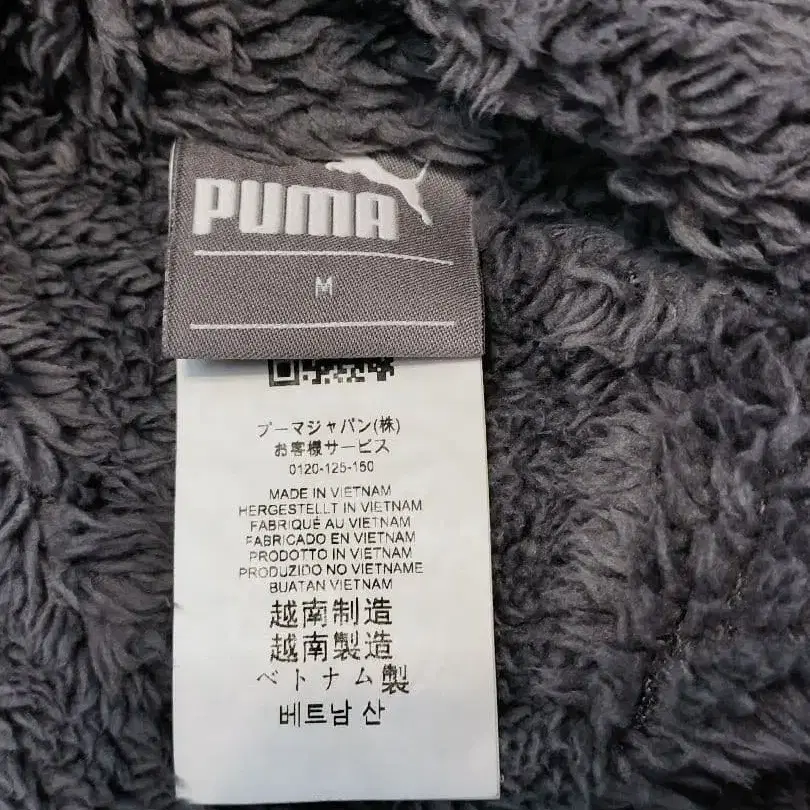 PUMA
M
プーマジャパン(株)
お客様サービス
0120-125-150
MADE IN VIETNAM
HERGESTELLT IN VIETNAM
FABRIQUÉ AU VIETNAM
FABRICADO EN VIETNAM
PRODOTTO IN VIETNAM
PRODUZIDO NO VIETNAME
BUATAN VIETNAM
越南制造
越南製造
ベトナム製
베트남 산